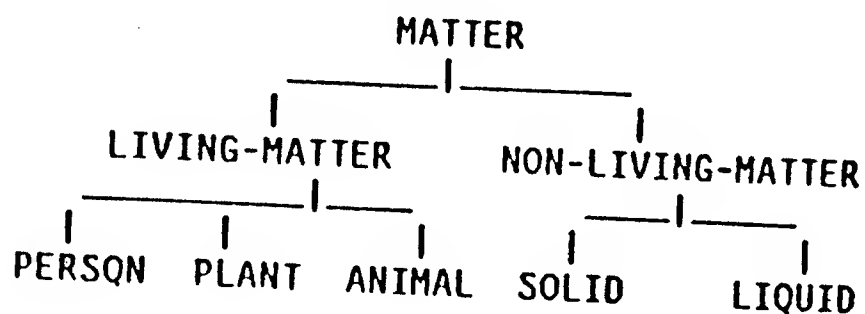 MATTER
LIVING-MATTER NON-LIVING-MATTER
PERSON PLANT ANIMAL SOLID LIQUID